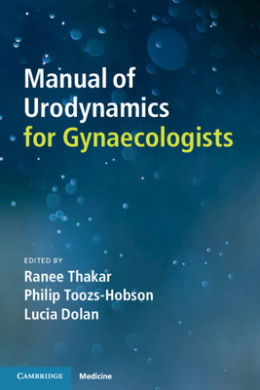 Manual of
Urodynamics
for Gynaecologists
EDITED BY
Ranee Thakar
Philip Toozs-Hobson
Lucia Dolan
CAMBRIDGE Medicine